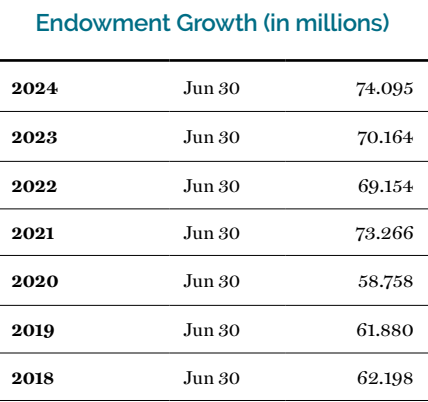 Endowment Growth (in millions)
2024 Jun 30 74.095
2023 Jun 30 70.164
2022 Jun 30 69.154
2021 Jun 30 73.266
2020 Jun 30 58.758
2019 Jun 30 61.880
2018 Jun 30 62.198